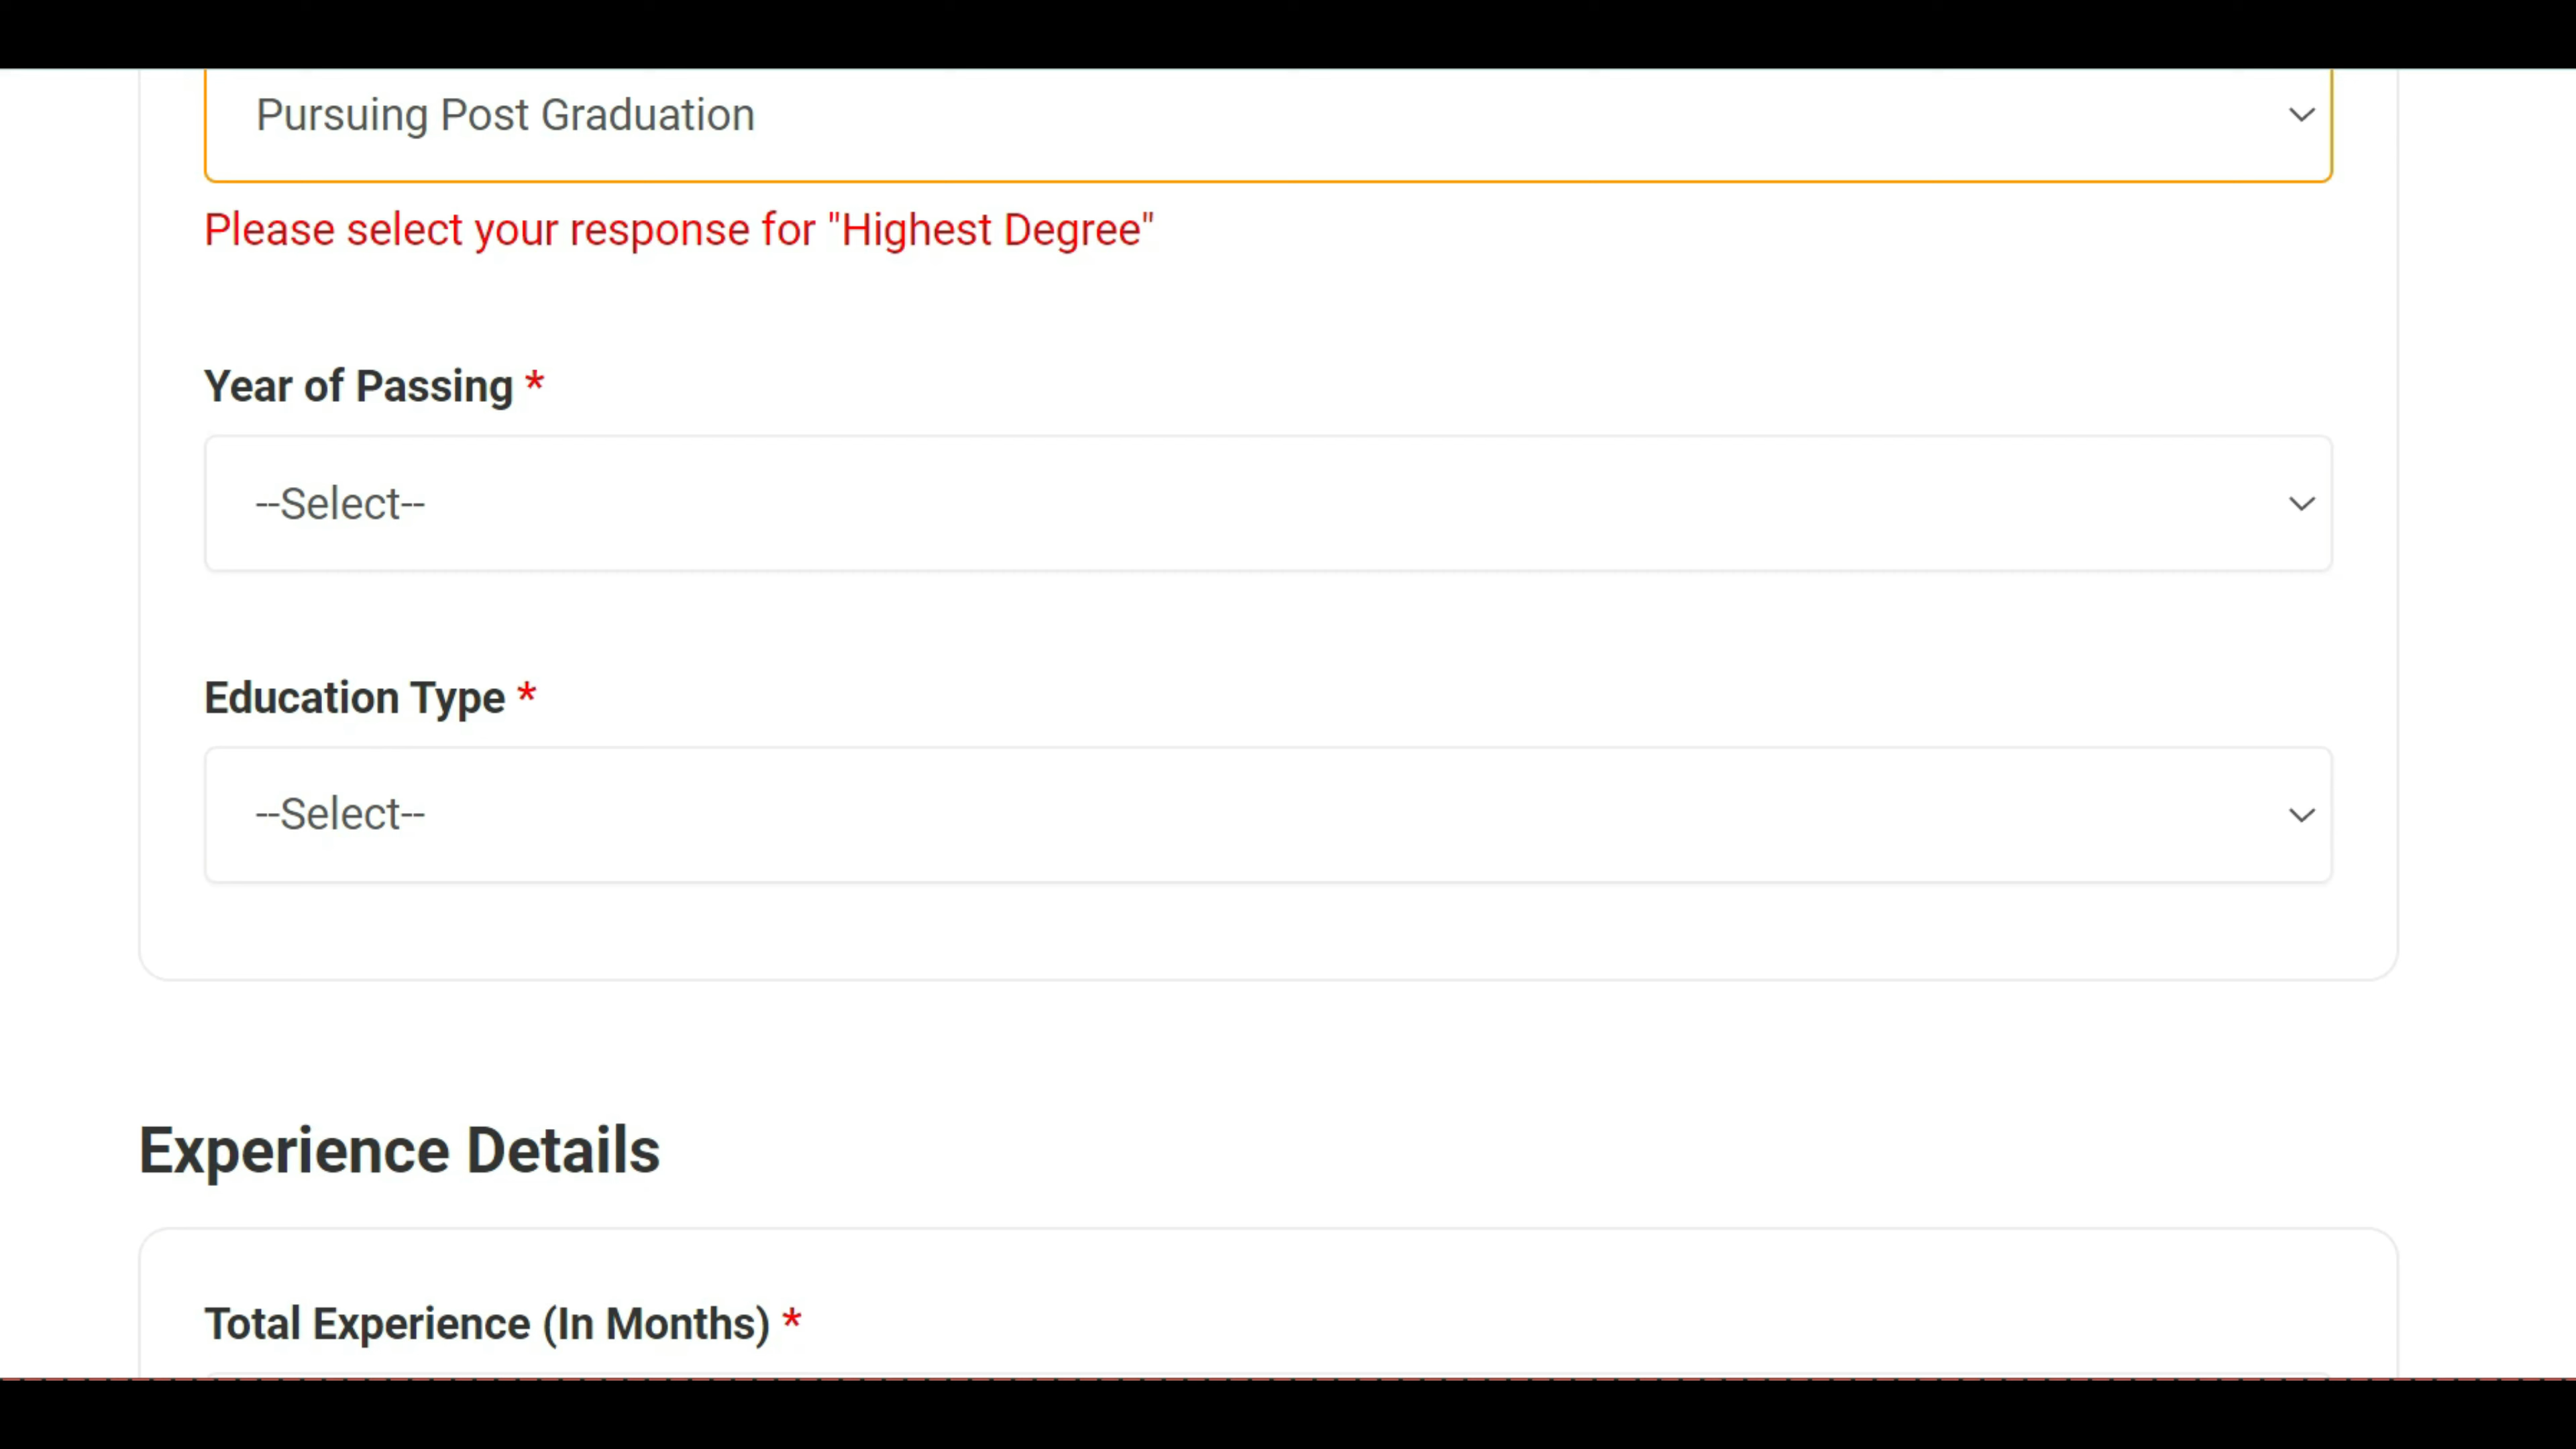 Pursuing Post Graduation
Please select your response for "Highest Degree"
Year of Passing *
--Select--
Education Type *
--Select--
Experience Details
Total Experience (In Months) *